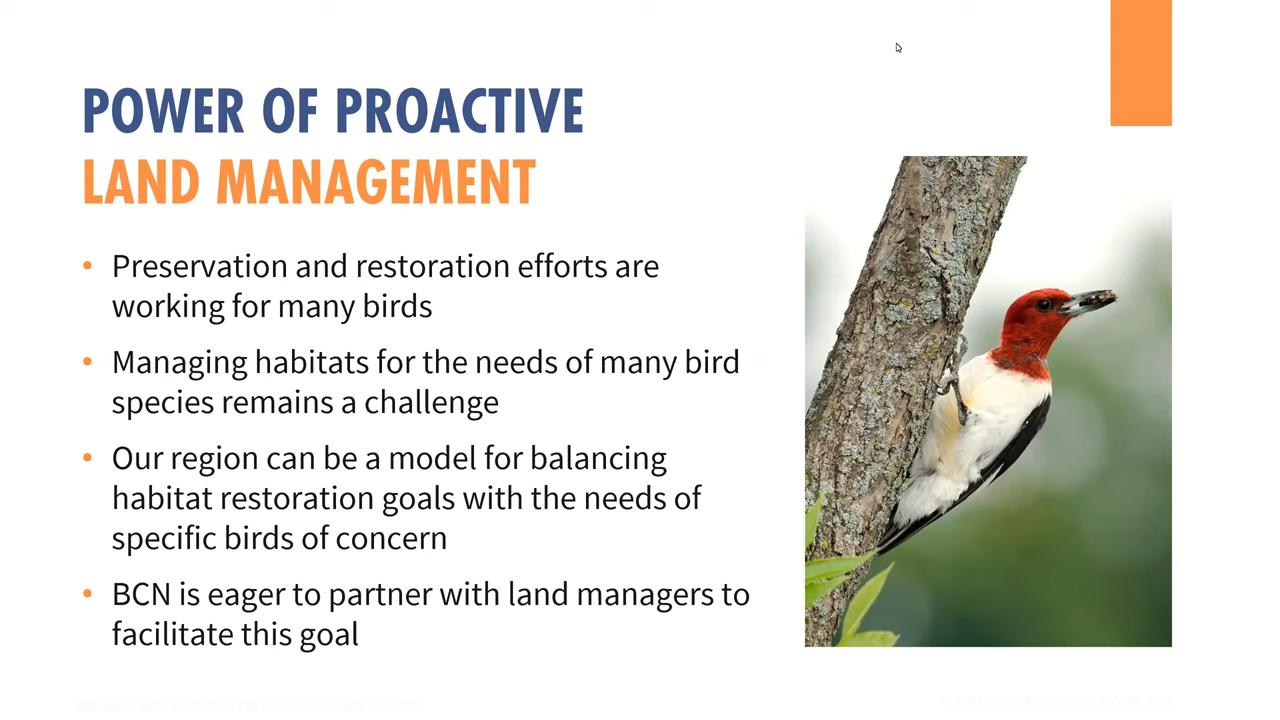 POWER OF PROACTIVE
LAND MANAGEMENT
• Preservation and restoration efforts are
working for many birds
• Managing habitats for the needs of many bird
species remains a challenge
• Our region can be a model for balancing
habitat restoration goals with the needs of
specific birds of concern
• BCN is eager to partner with land managers to
facilitate this goal